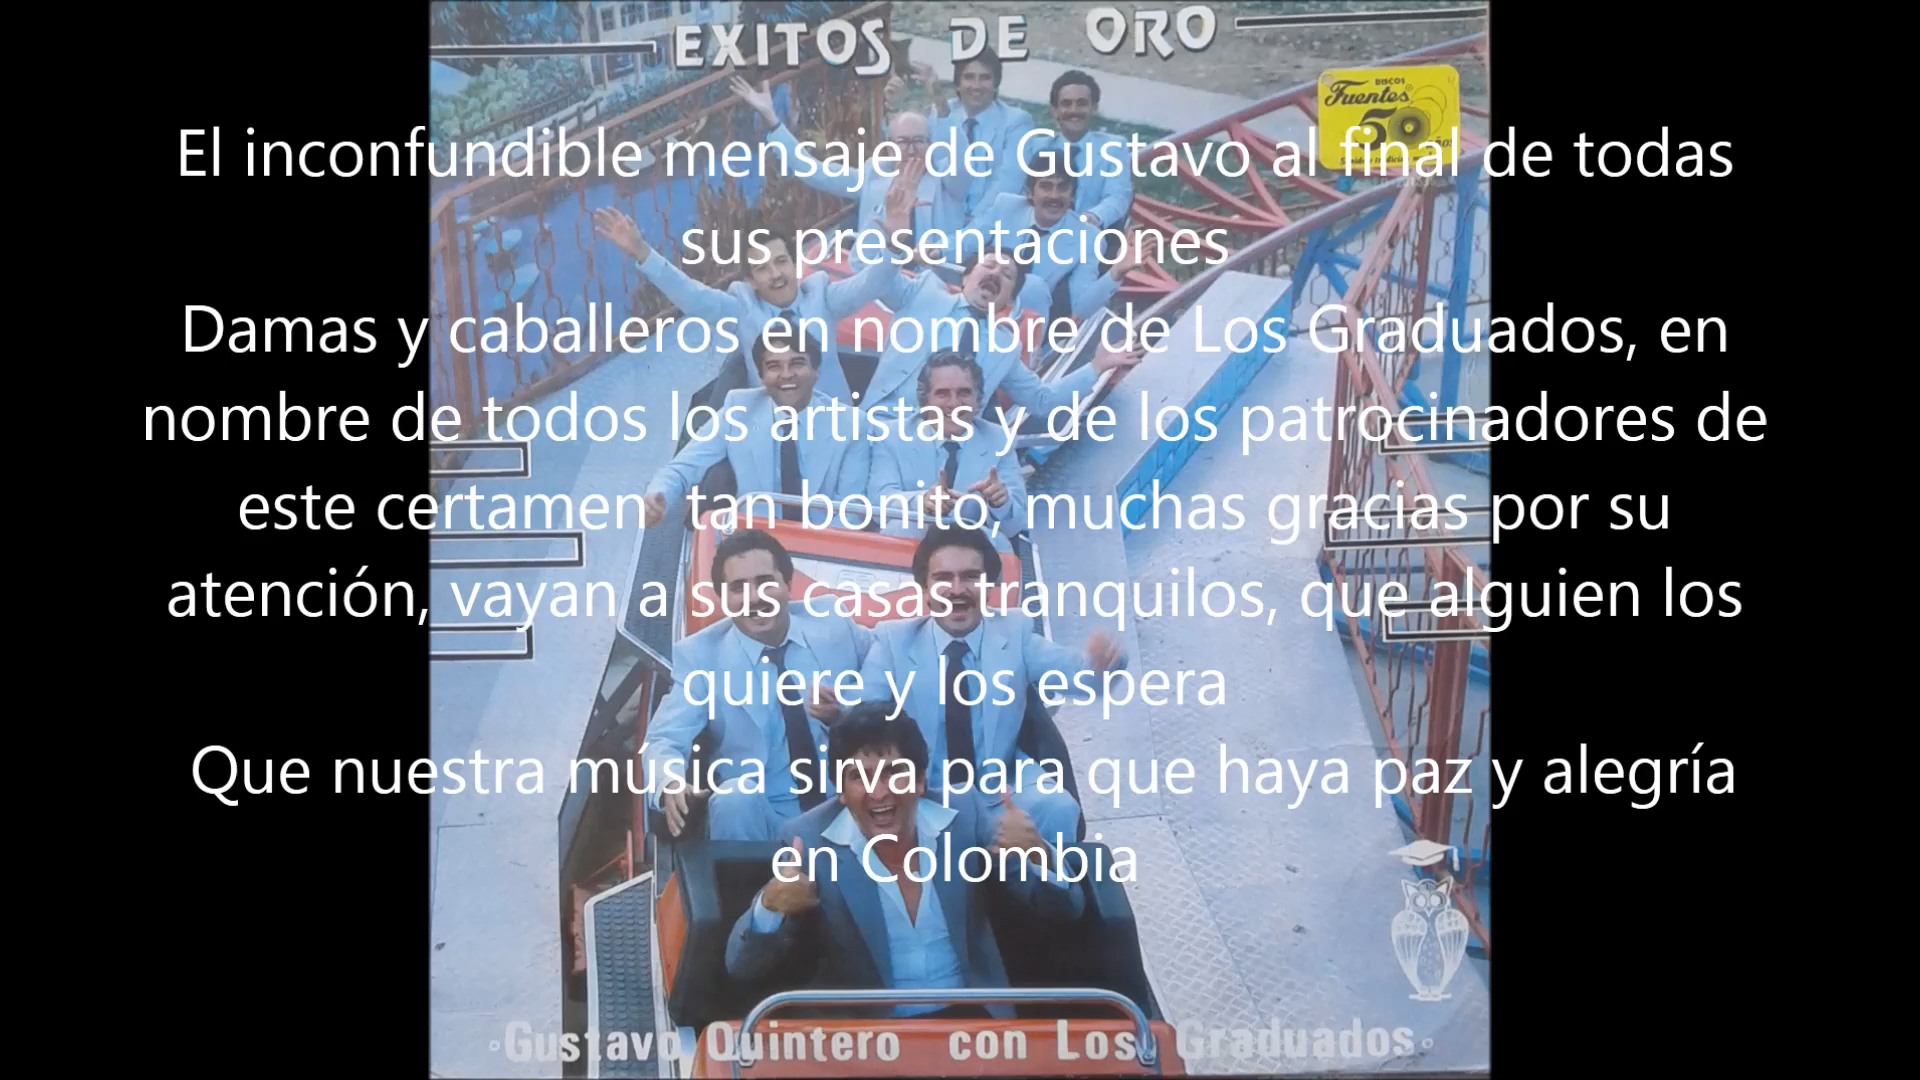 EXITOS DE ORO
DISCOS
Fuentes
50
El inconfundible mensaje de Gustavo al final de todas
sus presentaciones
Damas y caballeros en nombre de Los Graduados, en
nombre de todos los artistas y de los patrocinadores de
este certamen tan bonito, muchas gracias por su
atención, vayan a sus casas tranquilos, que alguien los
quiere y los espera
Que nuestra música sirva para que haya paz y alegría
en Colombia
Gustavo Quintero con Los Graduados